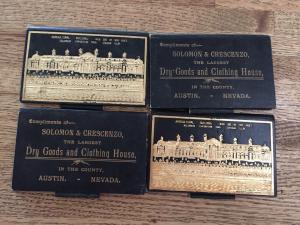 Compliments of
SOLOMON & CRESCENZO,
THE LARGEST
Dry-Goods and Clothing House,
IN THE COUNTY,
AUSTIN, - NEVADA.
Compliments of
SOLOMON & CRESCENZO,
THE LARGEST
Dry Goods and Clothing House,
IN THE COUNTY,
AUSTIN, - NEVADA.